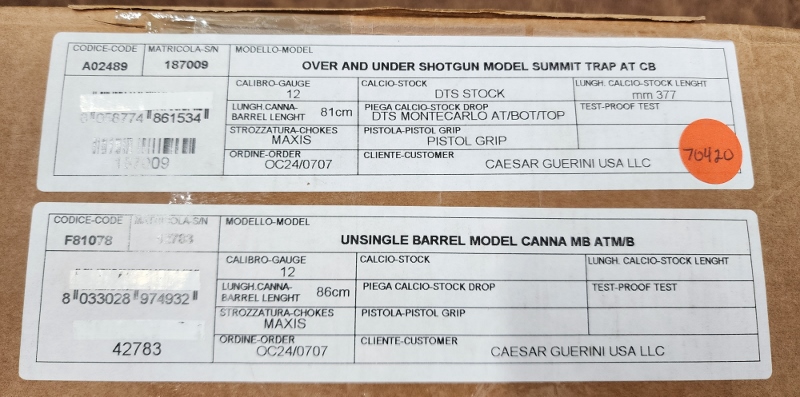 CODICE-CODE MATRICOLA-S/N MODELLO-MODEL
A02489 187009 OVER AND UNDER SHOTGUN MODEL SUMMIT TRAP AT CB
CALIBRO-GAUGE CALCIO-STOCK LUNGH. CALCIO-STOCK LENGHT
12 DTS STOCK mm 377
LUNGH.CANNA- 81cm PIEGA CALCIO-STOCK DROP TEST-PROOF TEST
BARREL LENGHT DTS MONTECARLO AT/BOT/TOP
861534
STROZZATURA-CHOKES PISTOLA-PISTOL GRIP
MAXIS PISTOL GRIP
ORDINE-ORDER CLIENTE-CUSTOMER
187009 OC24/0707 CAESAR GUERINI USA LLC
70420
CODICE-CODE MATRICOLA-S/N MODELLO-MODEL
F81078 UNSINGLE BARREL MODEL CANNA MB ATM/B
CALIBRO-GAUGE CALCIO-STOCK LUNGH. CALCIO-STOCK LENGHT
12
LUNGH.CANNA- 86cm PIEGA CALCIO-STOCK DROP TEST-PROOF TEST
BARREL LENGHT
8 033028 974932
STROZZATURA-CHOKES PISTOLA-PISTOL GRIP
MAXIS
ORDINE-ORDER CLIENTE-CUSTOMER
42783 OC24/0707 CAESAR GUERINI USA LLC